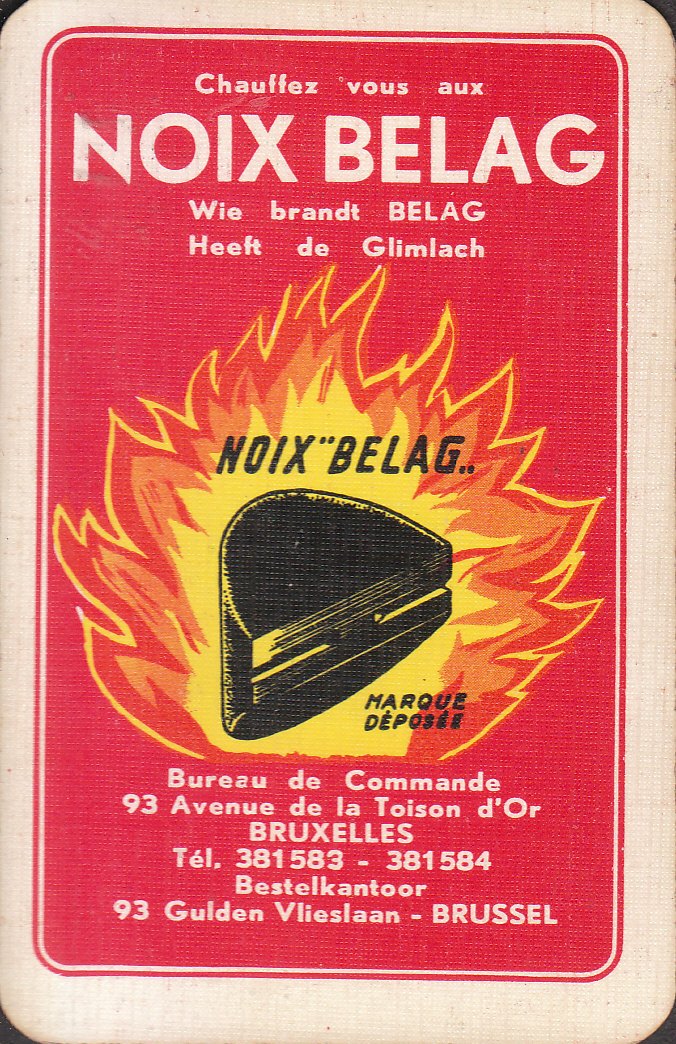 Chauffez vous aux
NOIX BELAG
Wie brandt BELAG
Heeft de Glimlach
NOIX "BELAG..
MARQUE
DÉPOSÉE
Bureau de Commande
93 Avenue de la Toison d'Or
BRUXELLES
Tél. 381583 - 381584
Bestelkantoor
93 Gulden Vlieslaan - BRUSSEL